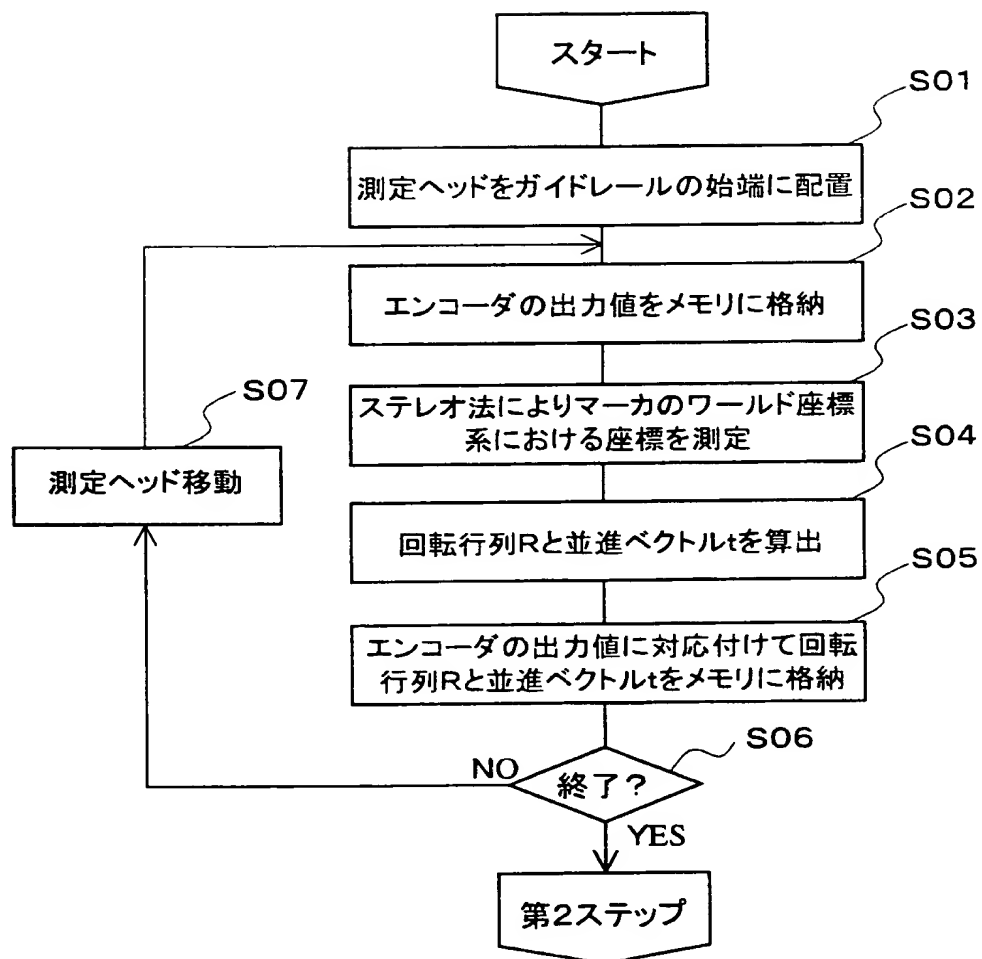 スタート
S01
測定ヘッドをガイドレールの始端に配置
S02
エンコーダの出力値をメモリに格納
S03
ステレオ法によりマーカのワールド座標
系における座標を測定
S04
回転行列Rと並進ベクトルtを算出
S05
エンコーダの出力値に対応付けて回転
行列Rと並進ベクトルtをメモリに格納
S06
終了?
NO
YES
S07
測定ヘッド移動
第2ステップ